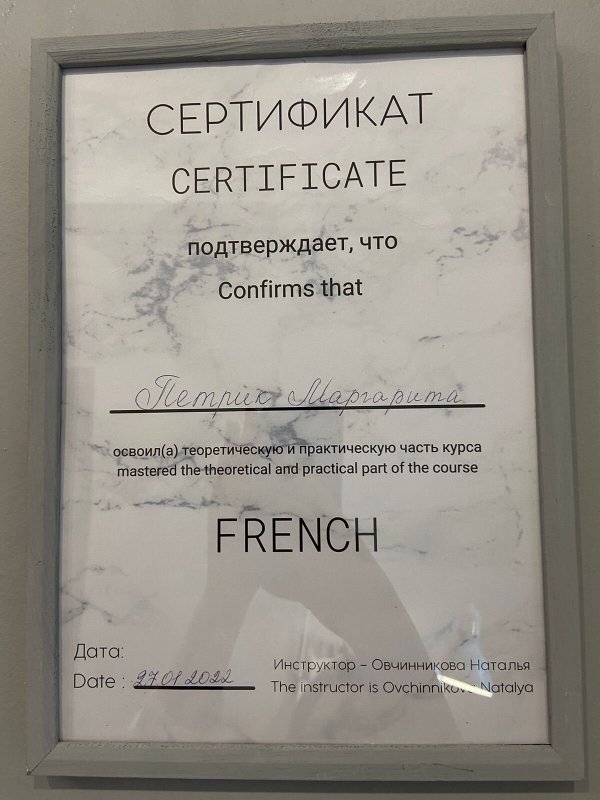 СЕРТИФИКАТ
CERTIFICATE
подтверждает, что
Confirms that
Петрик Маргарита
освоил(а) теоретическую и практическую часть курса
mastered the theoretical and practical part of the course
FRENCH
Дата:
Date : 27.01.2022
Инструктор – Овчинникова Наталья
The instructor is Ovchinnikova Natalya